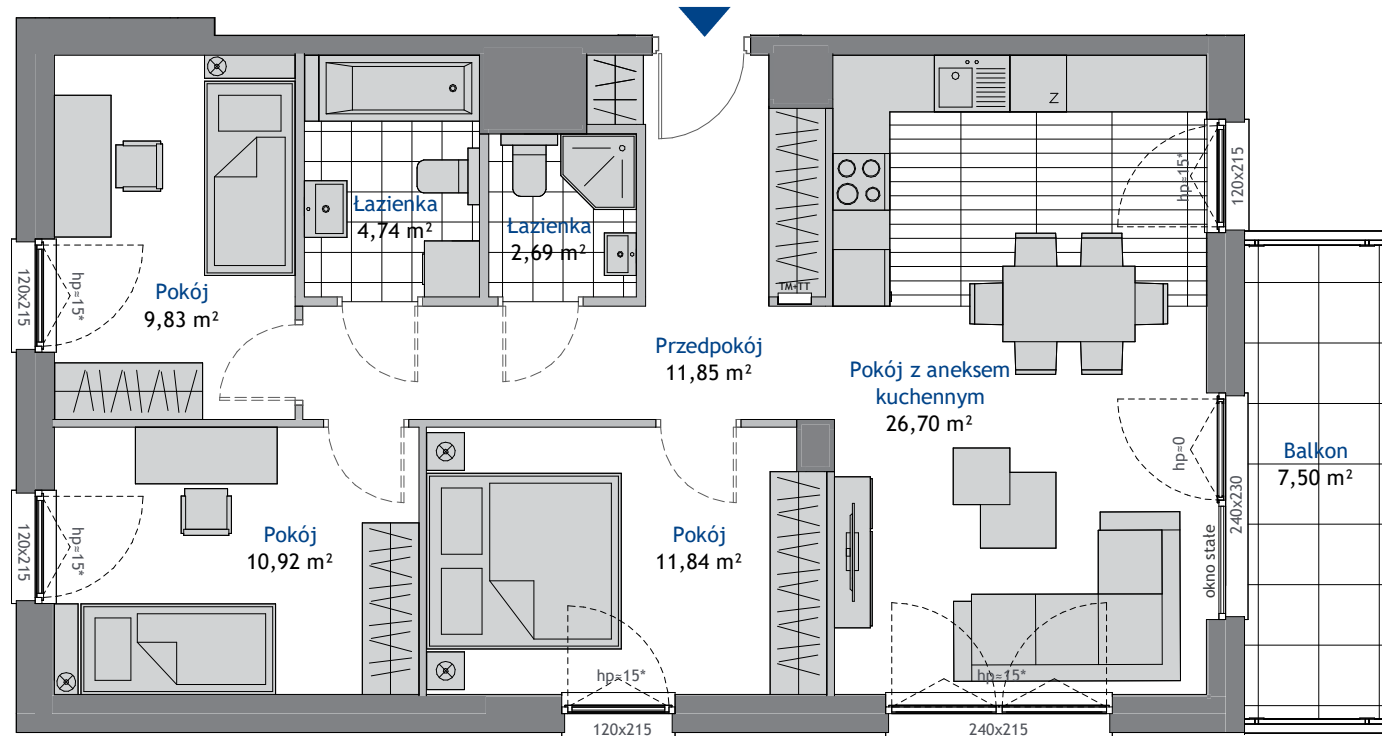 Z
120x215
hp≈15*
Łazienka
4,74 m²
Łazienka
2,69 m²
120x215
hp≈15*
Pokój
9,83 m²
TM+TT
Przedpokój
11,85 m²
Pokój z aneksem
kuchennym
26,70 m²
hp≈0
240x230
okno stałe
Balkon
7,50 m²
120x215
hp≈15*
Pokój
10,92 m²
Pokój
11,84 m²
hp≈15*
120x215
hp≈15*
240x215